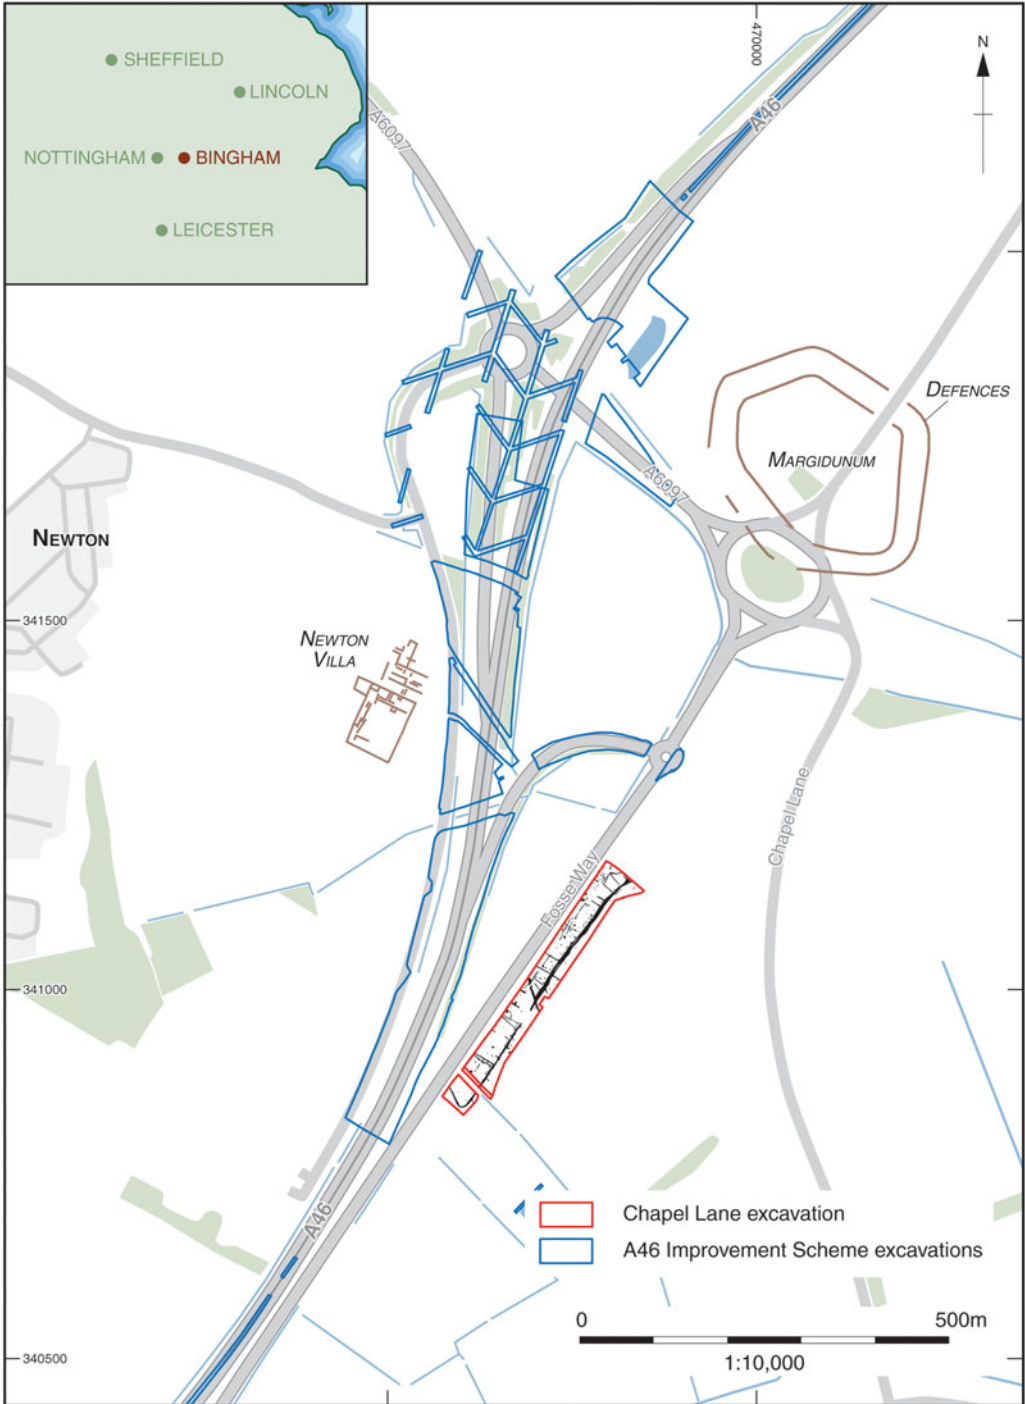 SHEFFIELD
LINCOLN
NOTTINGHAM
BINGHAM
LEICESTER
470000
N
A6097
A46
DEFENCES
MARGIDUNUM
A6097
NEWTON
341500
NEWTON
VILLA
Chapel Lane
Fosse Way
341000
A46
Chapel Lane excavation
A46 Improvement Scheme excavations
0
500m
1:10,000
340500